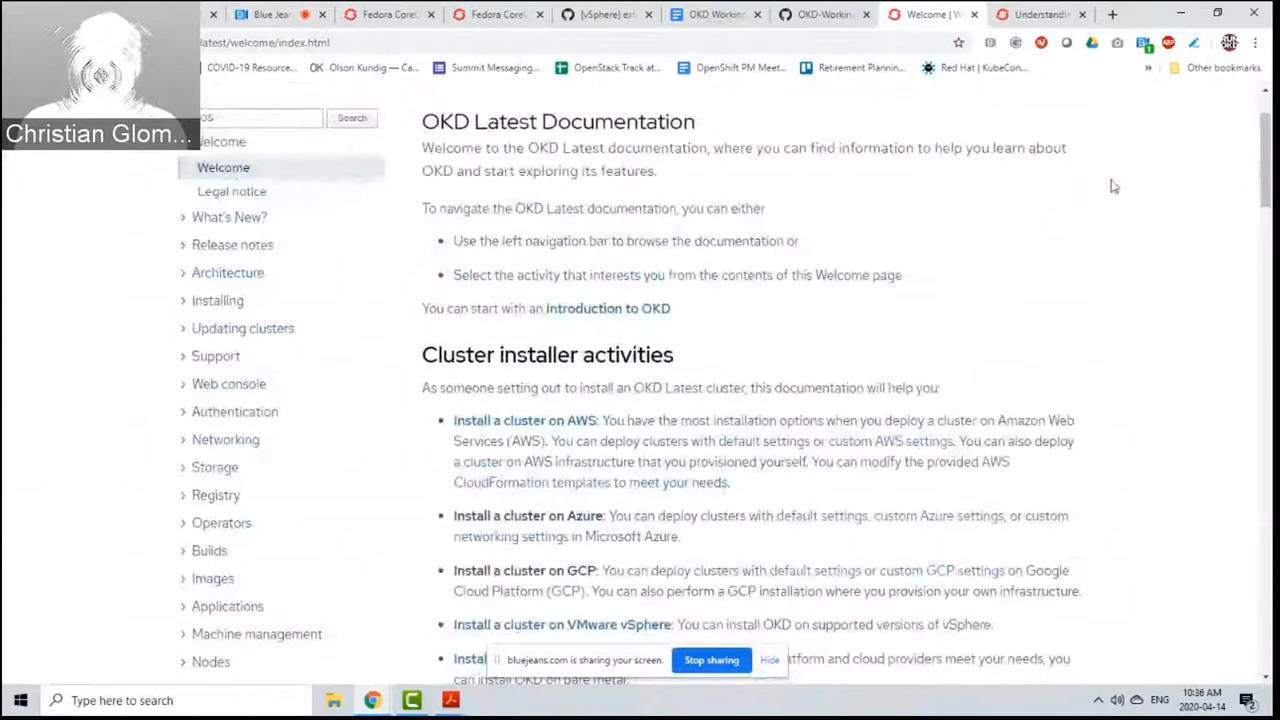 Blue Jean
Fedora Core
Fedora Core
[vSphere] ext
OKD Workin
OKD-Workin
Welcome | W
Understandin
latest/welcome/index.html
COVID-19 Resource...
OK Olson Kundig — Ca...
Summit Messaging...
OpenStack Track at...
OpenShift PM Meet...
Retirement Plannin...
Red Hat | KubeCon...
»
Other bookmarks
Christian Glom...
OS
Search
elcome
Welcome
Legal notice
What's New?
Release notes
Architecture
Installing
Updating clusters
Support
Web console
Authentication
Networking
Storage
Registry
Operators
Builds
Images
Applications
Machine management
Nodes
OKD Latest Documentation
Welcome to the OKD Latest documentation, where you can find information to help you learn about
OKD and start exploring its features.
To navigate the OKD Latest documentation, you can either
• Use the left navigation bar to browse the documentation or
• Select the activity that interests you from the contents of this Welcome page
You can start with an Introduction to OKD
Cluster installer activities
As someone setting out to install an OKD Latest cluster, this documentation will help you:
• Install a cluster on AWS: You have the most installation options when you deploy a cluster on Amazon Web
Services (AWS). You can deploy clusters with default settings or custom AWS settings. You can also deploy
a cluster on AWS infrastructure that you provisioned yourself. You can modify the provided AWS
CloudFormation templates to meet your needs.
• Install a cluster on Azure: You can deploy clusters with default settings, custom Azure settings, or custom
networking settings in Microsoft Azure.
• Install a cluster on GCP: You can deploy clusters with default settings or custom GCP settings on Google
Cloud Platform (GCP). You can also perform a GCP installation where you provision your own infrastructure.
• Install a cluster on VMware vSphere: You can install OKD on supported versions of vSphere.
• Instal
atform and cloud providers meet your needs, you
can install OKD on bare metal.
bluejeans.com is sharing your screen.
Stop sharing
Hide
Type here to search
ENG
10:36 AM
2020-04-14
2